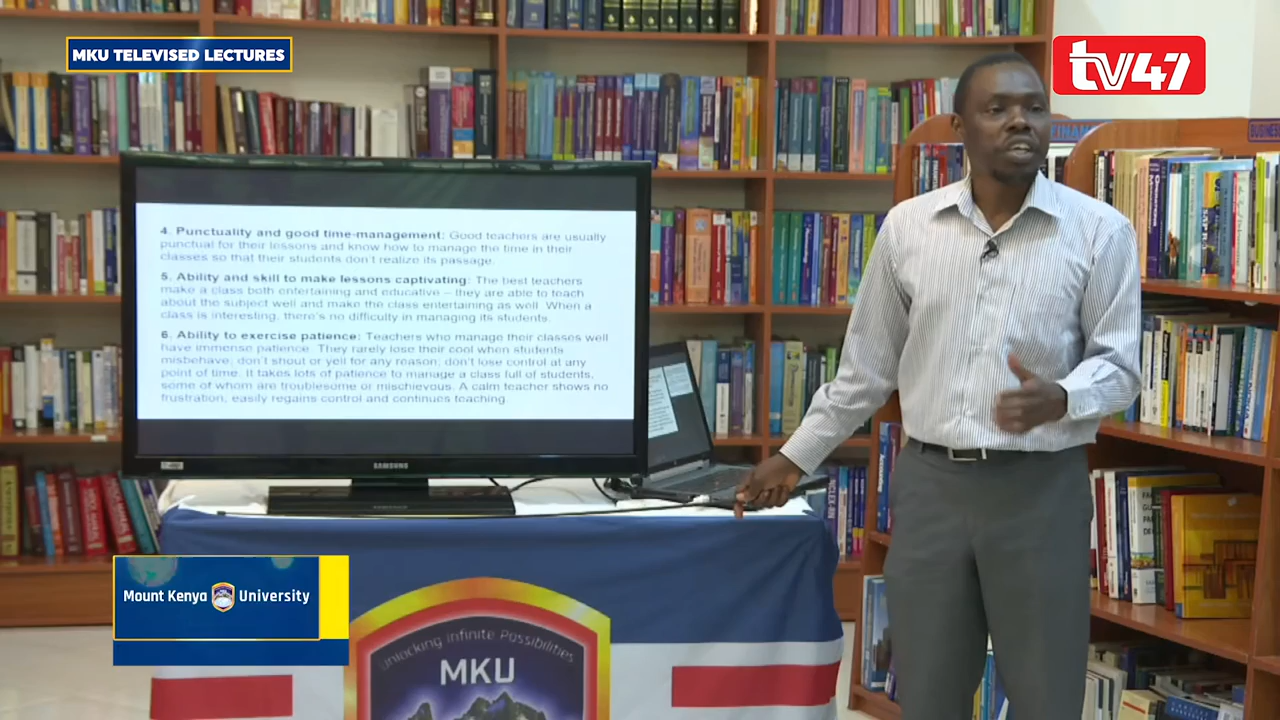 MKU TELEVISED LECTURES
tv47
FINANCE
4. Punctuality and good time-management: Good teachers are usually
punctual for their lessons and know how to manage the time in their
classes so that their students don't realize its passage.
5. Ability and skill to make lessons captivating: The best teachers
make a class both entertaining and educative – they are able to teach
about the subject well and make the class entertaining as well. When a
class is interesting, there's no difficulty in managing its students.
6. Ability to exercise patience: Teachers who manage their classes well
have immense patience. They rarely lose their cool when students
misbehave; don't shout or yell for any reason; don't lose control at any
point of time. It takes lots of patience to manage a class full of students,
some of whom are troublesome or mischievous. A calm teacher shows no
frustration, easily regains control and continues teaching.
SAMSUNG
NCLEX-RN
Mount Kenya University
Unlocking Infinite Possibilities
MKU